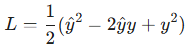 L = \frac{1}{2}(\hat{y}^2 - 2\hat{y}y + y^2)